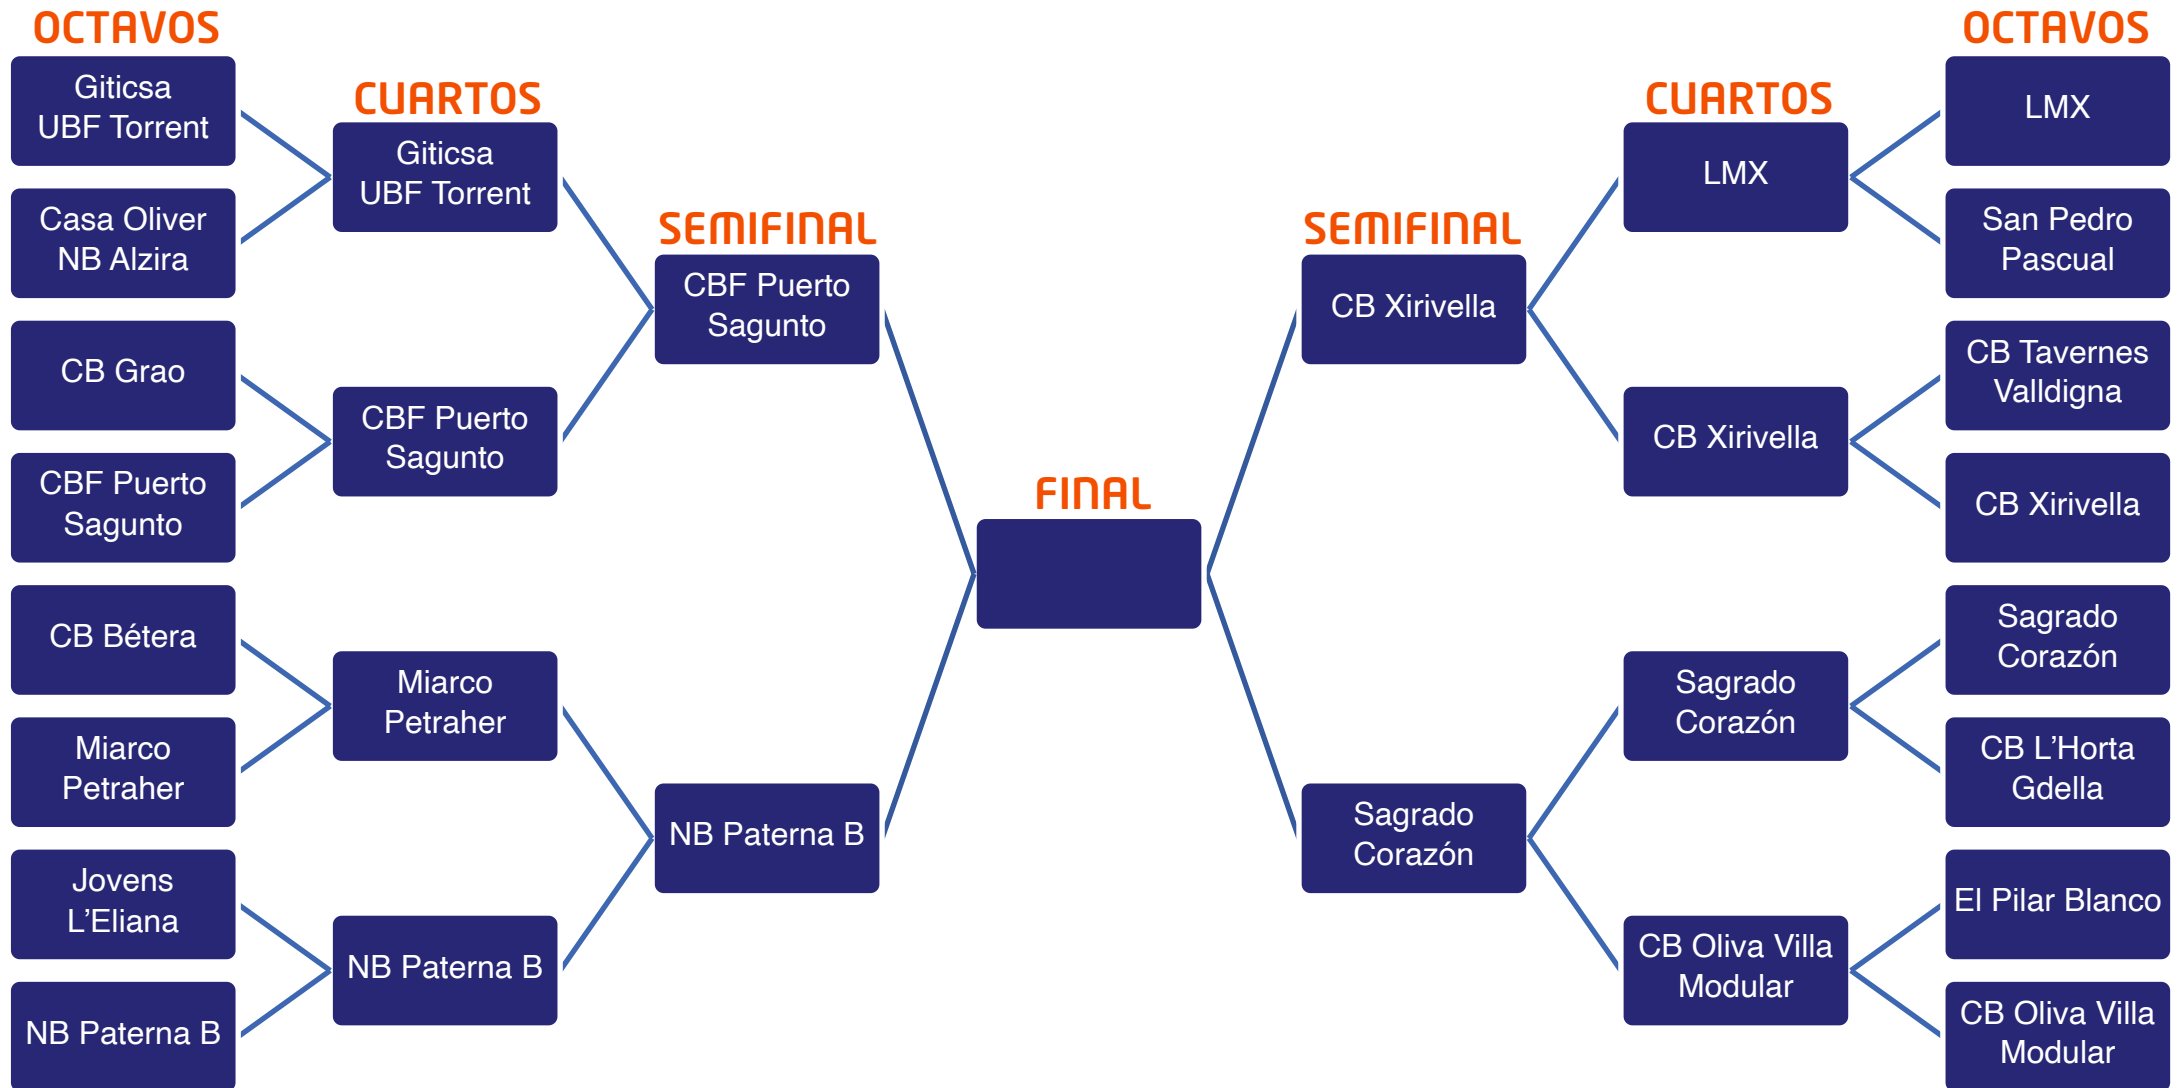 OCTAVOS
Giticsa
UBF Torrent
Casa Oliver
NB Alzira
CB Grao
CBF Puerto
Sagunto
CB Bétera
Miarco
Petraher
Jovens
L’Eliana
NB Paterna B
CUARTOS
Giticsa
UBF Torrent
CBF Puerto
Sagunto
Miarco
Petraher
NB Paterna B
SEMIFINAL
CBF Puerto
Sagunto
NB Paterna B
FINAL
SEMIFINAL
CB Xirivella
Sagrado
Corazón
CUARTOS
LMX
CB Xirivella
Sagrado
Corazón
CB Oliva Villa
Modular
OCTAVOS
LMX
San Pedro
Pascual
CB Tavernes
Valldigna
CB Xirivella
Sagrado
Corazón
CB L’Horta
Gdella
El Pilar Blanco
CB Oliva Villa
Modular